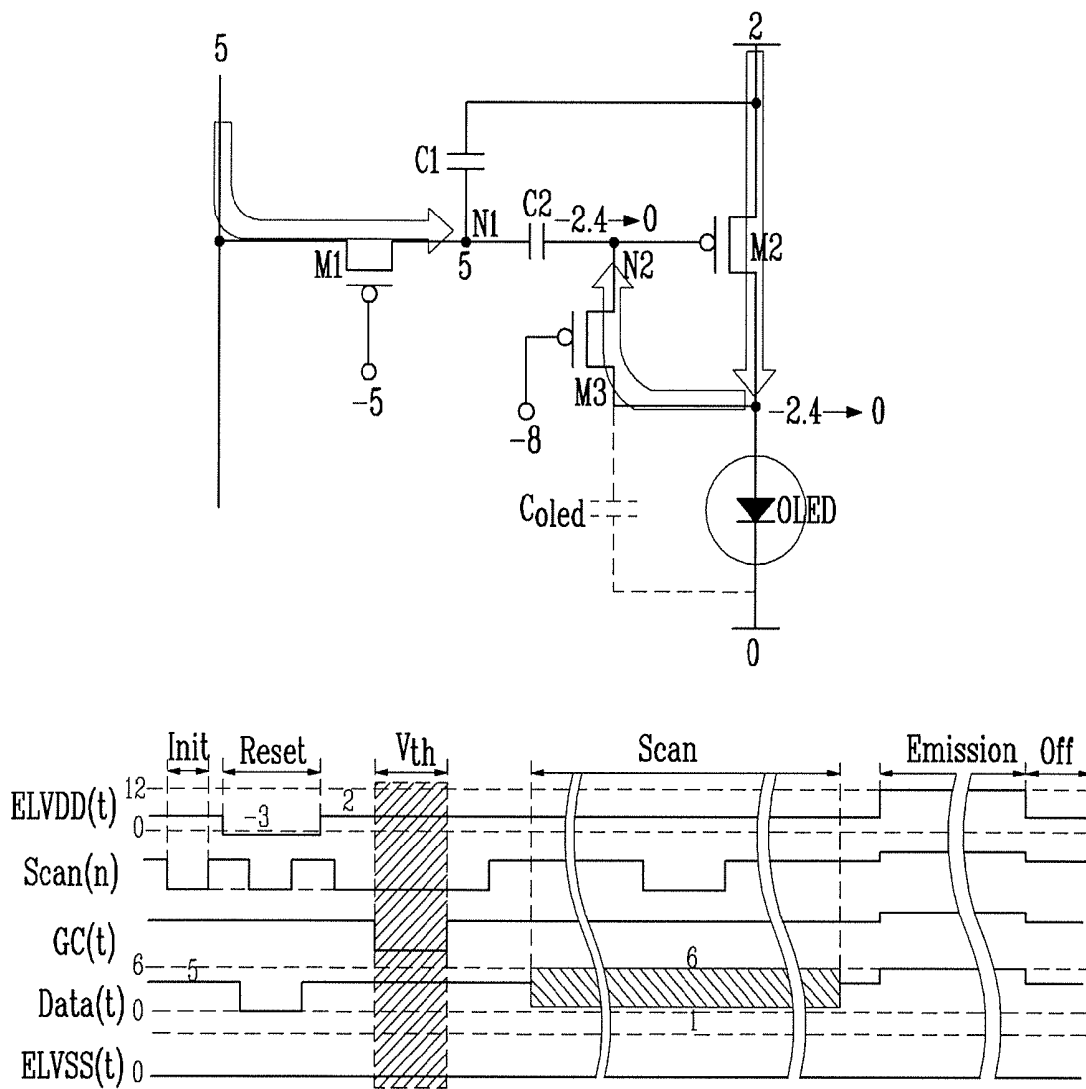 5
2
C1
C2
-2.4→0
N1
5
M1
N2
M2
M3
-5
-8
-2.4→0
Coled
OLED
0
Init
Reset
Vth
Scan
Emission
Off
ELVDD(t)
12
0
-3
2
Scan(n)
GC(t)
Data(t)
6
5
0
6
1
ELVSS(t)
0